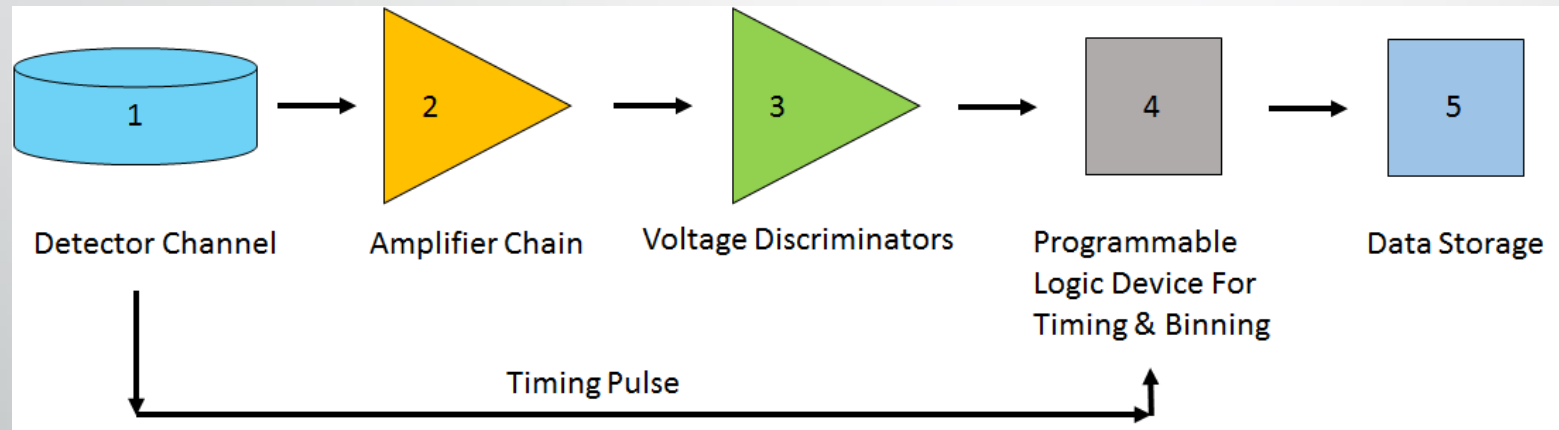 1
2
3
4
5
Detector Channel
Amplifier Chain
Voltage Discriminators
Programmable
Logic Device For
Timing & Binning
Data Storage
Timing Pulse